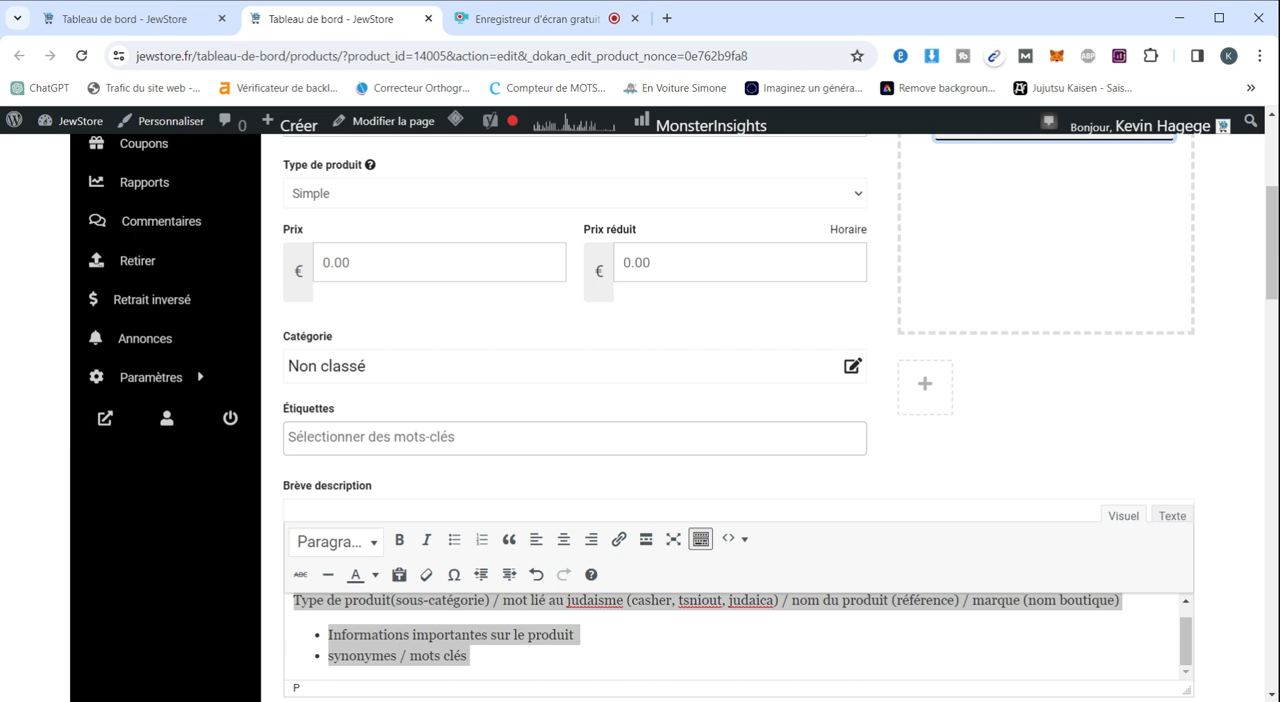 Tableau de bord - JewStore
Tableau de bord - JewStore
Enregistreur d'écran gratuit
jewstore.fr/tableau-de-bord/products/?product_id=14005&action=edit&_dokan_edit_product_nonce=0e762b9fa8
ChatGPT
Trafic du site web -...
Vérificateur de backl...
Correcteur Orthogr...
Compteur de MOTS...
En Voiture Simone
Imaginez un généra...
Remove backgroun...
Jujutsu Kaisen - Sais...
JewStore
Personnaliser
0
Créer
Modifier la page
MonsterInsights
Bonjour, Kevin Hagege
Coupons
Rapports
Commentaires
Retirer
Retrait inversé
Annonces
Paramètres
Type de produit
Simple
Prix
Prix réduit
Horaire
€
0.00
€
0.00
Catégorie
Non classé
Étiquettes
Sélectionner des mots-clés
Brève description
Visuel
Texte
Paragra...
Type de produit(sous-catégorie) / mot lié au judaisme (casher, tsniout, judaica) / nom du produit (référence) / marque (nom boutique)
• Informations importantes sur le produit
• synonymes / mots clés
P